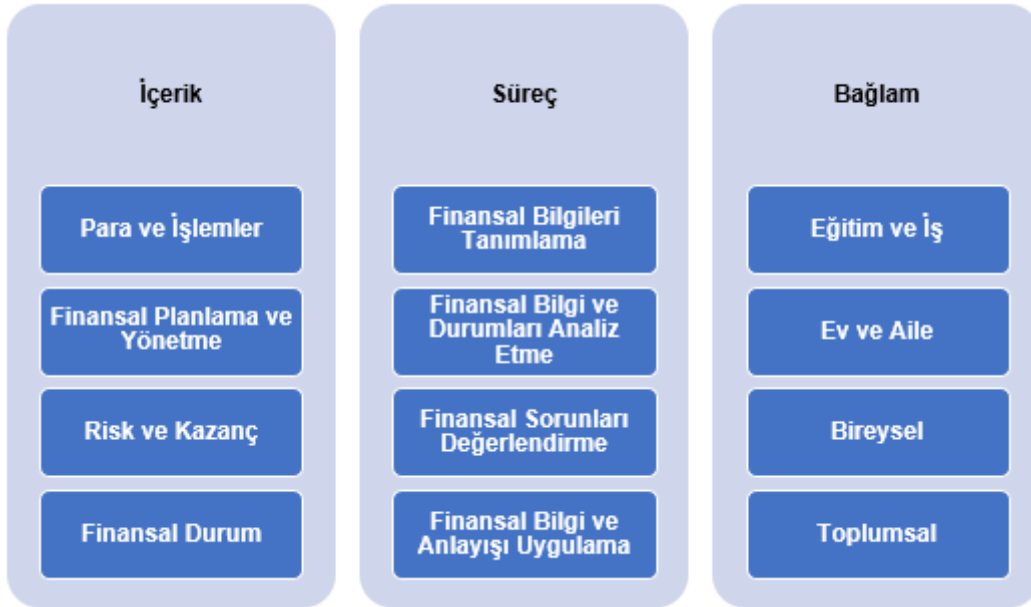 İçerik
Para ve İşlemler
Finansal Planlama ve
Yönetme
Risk ve Kazanç
Finansal Durum
Süreç
Finansal Bilgileri
Tanımlama
Finansal Bilgi ve
Durumları Analiz
Etme
Finansal Sorunları
Değerlendirme
Finansal Bilgi ve
Anlayışı Uygulama
Bağlam
Eğitim ve İş
Ev ve Aile
Bireysel
Toplumsal